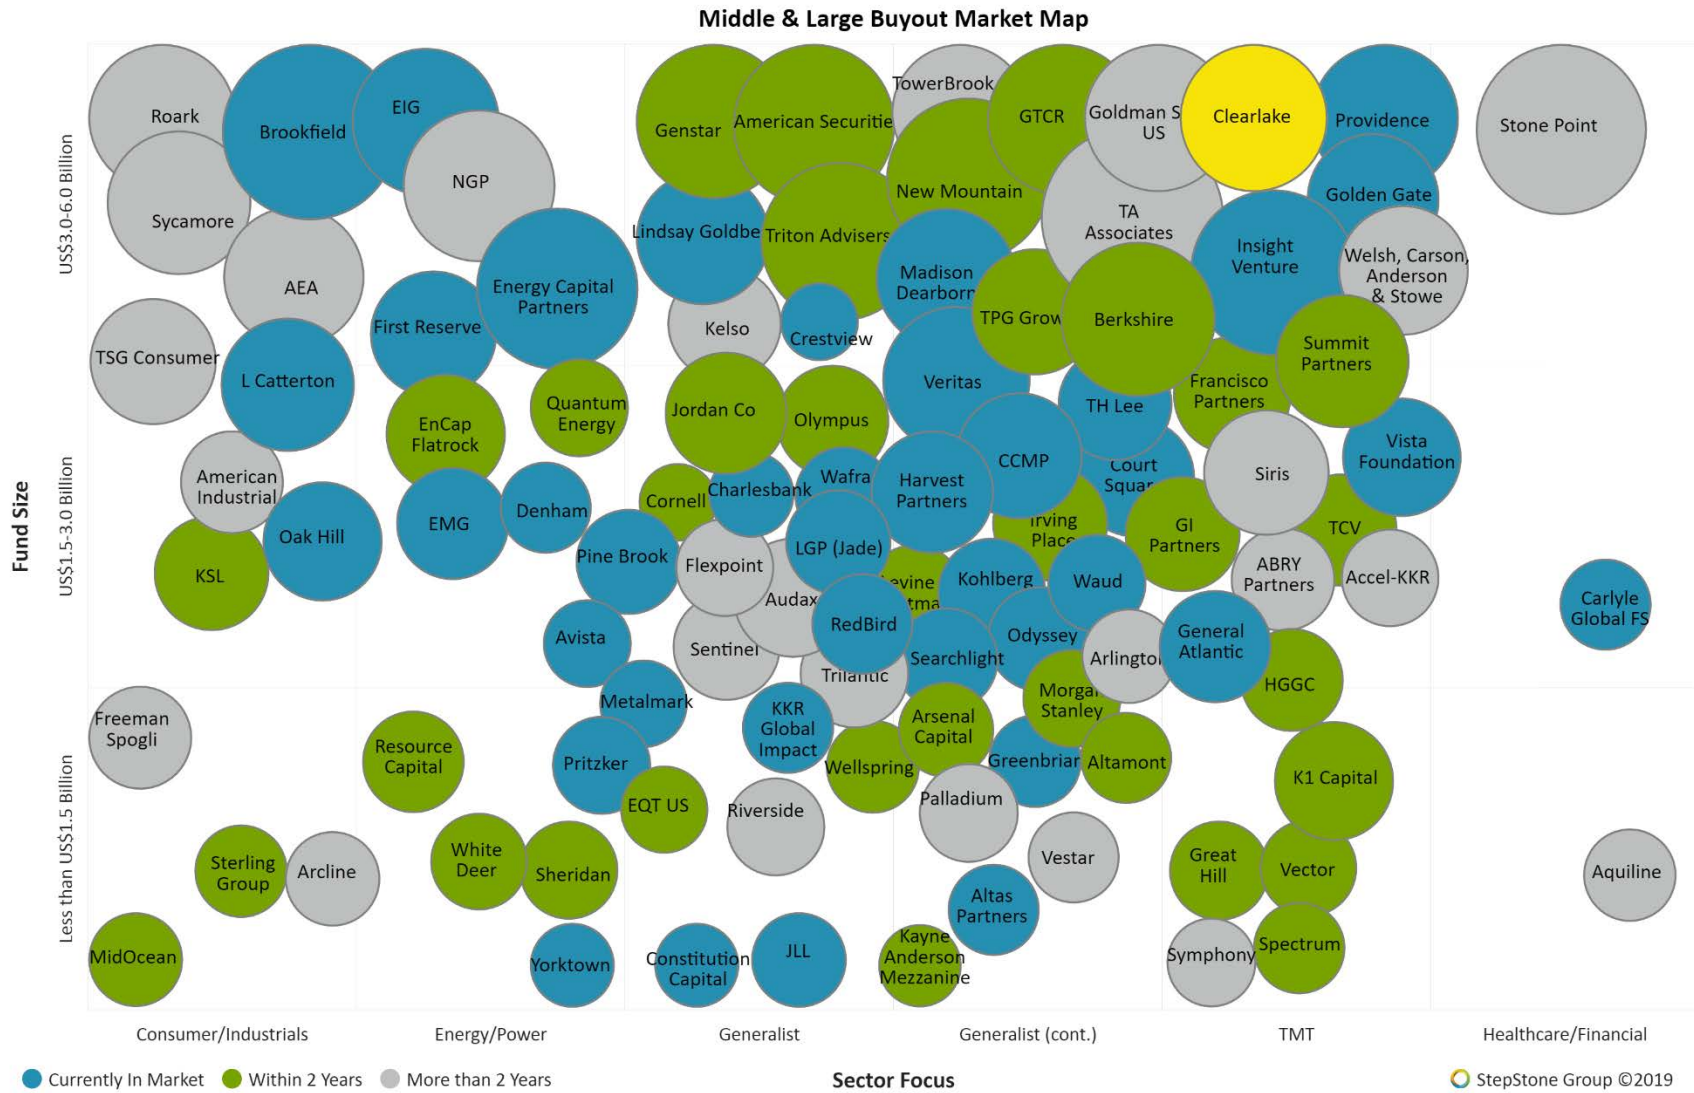 Middle & Large Buyout Market Map
Fund Size
US$3.0-6.0 Billion
US$1.5-3.0 Billion
Less than US$1.5 Billion
Roark
Brookfield
EIG
NGP
Sycamore
AEA
TSG Consumer
L Catterton
First Reserve
Energy Capital
Partners
Genstar
American Securitie
Lindsay Goldbe
Triton Advisers
Kelso
Crestview
TowerBrook
GTCR
Goldman S
US
New Mountain
TA
Associates
Madison
Dearborn
TPG Grow
Berkshire
Clearlake
Providence
Golden Gate
Insight
Venture
Welsh, Carson,
Anderson
& Stowe
Summit
Partners
Stone Point
American
Industrial
Oak Hill
KSL
EnCap
Flatrock
Quantum
Energy
EMG
Denham
Jordan Co
Olympus
Cornell
Charlesbank
Wafra
Pine Brook
Flexpoint
LGP (Jade)
Audax
Sentinel
RedBird
Trilantic
Avista
Veritas
TH Lee
CCMP
Court
Squar
Harvest
Partners
Irving
Place
Levine
tma
Kohlberg
Waud
Odyssey
Searchlight
Arlington
Francisco
Partners
Siris
Vista
Foundation
GI
Partners
TCV
ABRY
Partners
Accel-KKR
General
Atlantic
HGGC
Carlyle
Global FS
Freeman
Spogli
Resource
Capital
Metalmark
Pritzker
EQT US
KKR
Global
Impact
Wellspring
Riverside
Morgan
Stanley
Arsenal
Capital
Greenbriar
Altamont
Palladium
Vestar
K1 Capital
Sterling
Group
Arcline
White
Deer
Sheridan
Altas
Partners
Great
Hill
Vector
Aquiline
MidOcean
Yorktown
Constitution
Capital
JLL
Kayne
Anderson
Mezzanine
Symphony
Spectrum
Consumer/Industrials
Energy/Power
Generalist
Generalist (cont.)
TMT
Healthcare/Financial
Currently In Market
Within 2 Years
More than 2 Years
Sector Focus
StepStone Group ©2019